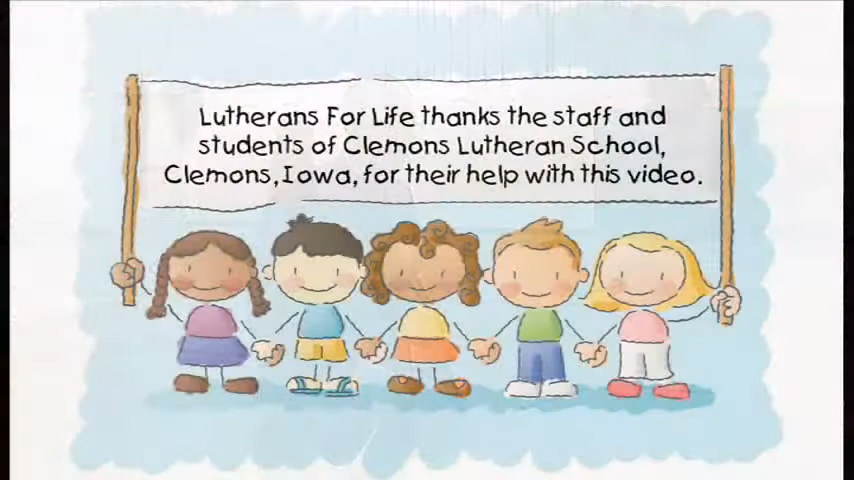 Lutherans For Life thanks the staff and
students of Clemons Lutheran School,
Clemons, Iowa, for their help with this video.